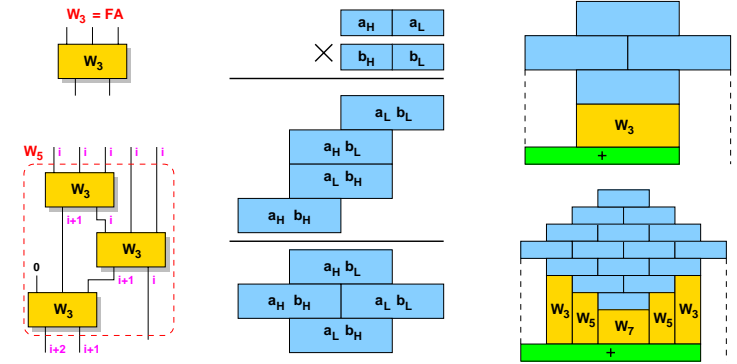 W3 = FA
W3
W5
i i i i i
W3
i+1 i
W3
0
i+1 i
W3
i+2 i+1
aH aL
× bH bL
aL bL
aH bL
aL bH
aH bH
aH bL
aH bH aL bL
aL bH
W3
+
W3 W5 W7 W5 W3
+